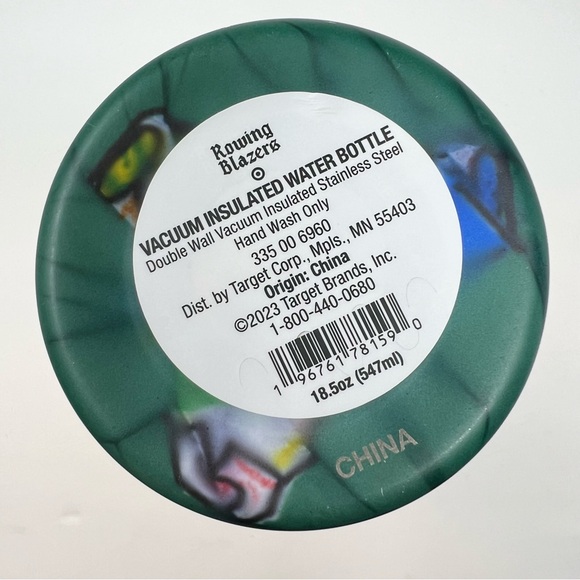 Rowing
Blazers
VACUUM INSULATED WATER BOTTLE
Double Wall Vacuum Insulated Stainless Steel
Hand Wash Only
335 00 6960
Dist. by Target Corp., Mpls., MN 55403
Origin: China
©2023 Target Brands, Inc.
1-800-440-0680
1 96761 78159 0
18.5oz (547ml)
CHINA